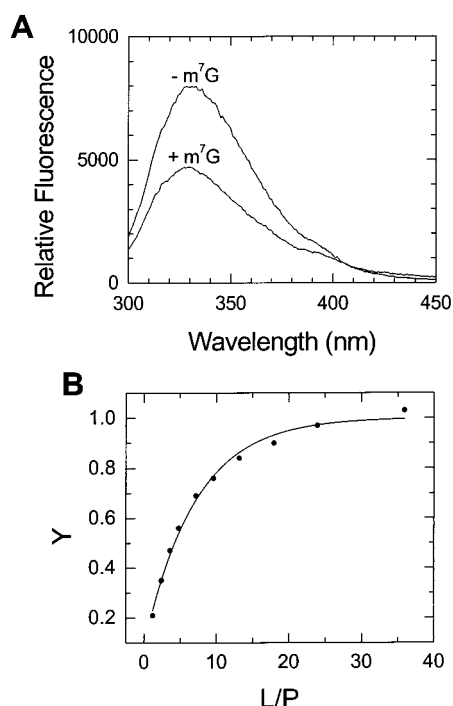 A
10000
5000
0
Relative Fluorescence
- m⁷G
+ m⁷G
300
350
400
450
Wavelength (nm)
B
1.0
0.8
0.6
0.4
0.2
Y
0
10
20
30
40
L/P